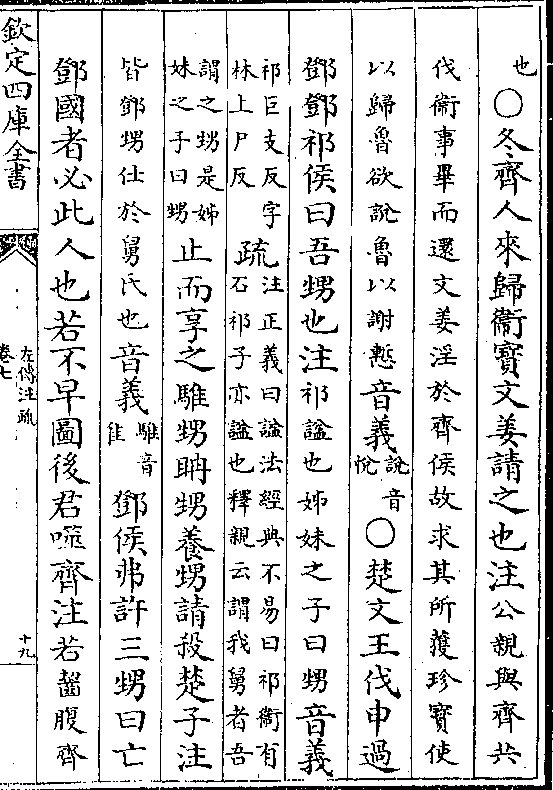 也○冬齊人來歸衞寶文姜請之也注公親與齊共
伐衞事畢而還文姜淫於齊侯故求其所獲珍寶使
以歸魯欲說魯以謝慙音義說音悅○楚文王伐申過
鄧鄧祁侯曰吾甥也注祁謚也姊妹之子曰甥音義
祁巨支反字林上尸反疏注正義曰謚法經典不易曰祁衞有石祁子亦謚也釋親云謂我舅者吾
謂之甥是姊妹之子曰甥止而享之騅甥聃甥養甥請殺楚子注
皆鄧甥仕於舅氏也音義騅音隹鄧侯弗許三甥曰亡
鄧國者必此人也若不早圖後君噬齊注若齧腹齊
欽定四庫全書
左傳注疏
卷七
十九